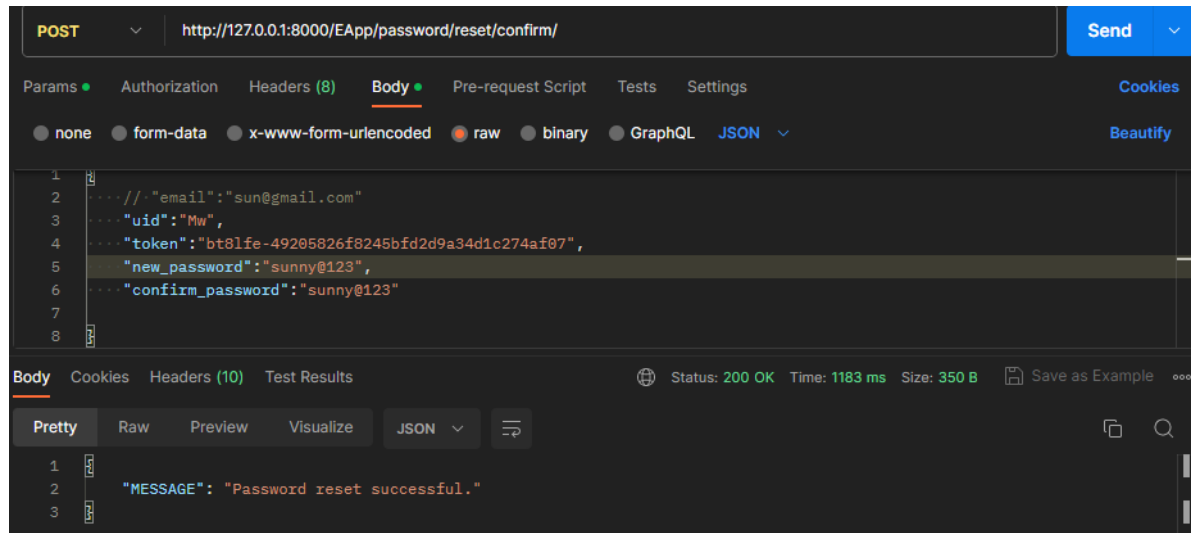 POST http://127.0.0.1:8000/EApp/password/reset/confirm/ Send
Params Authorization Headers (8) Body Pre-request Script Tests Settings Cookies
none form-data x-www-form-urlencoded raw binary GraphQL JSON Beautify
1 {
2 // "email":"sun@gmail.com"
3 "uid":"Mw",
4 "token":"bt8lfe-49205826f8245bfd2d9a34d1c274af07",
5 "new_password":"sunny@123",
6 "confirm_password":"sunny@123"
7
8 }
Body Cookies Headers (10) Test Results Status: 200 OK Time: 1183 ms Size: 350 B Save as Example
Pretty Raw Preview Visualize JSON
1 {
2 "MESSAGE": "Password reset successful."
3 }